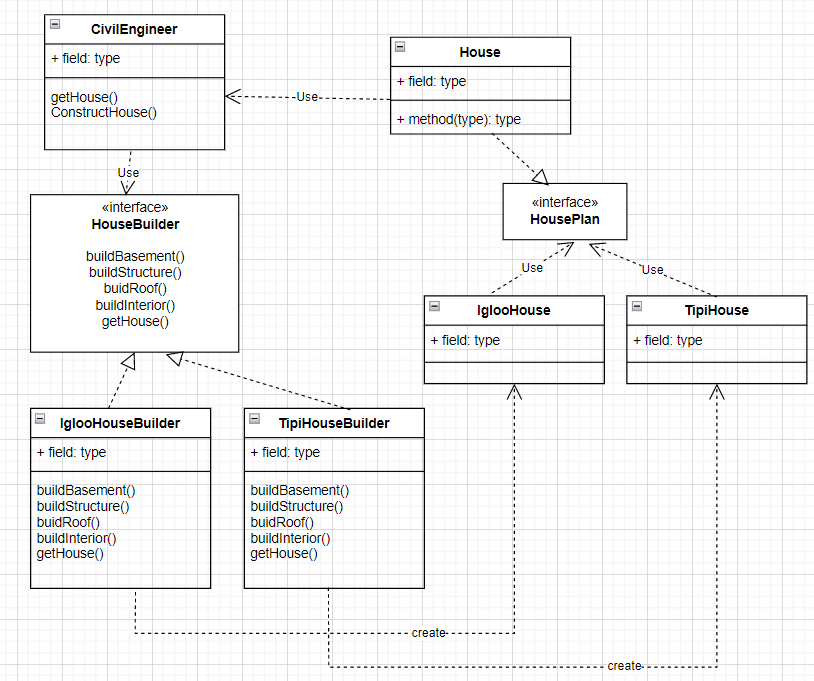 CivilEngineer
+ field: type
getHouse()
ConstructHouse()
House
+ field: type
+ method(type): type
Use
Use
«interface»
HouseBuilder
buildBasement()
buildStructure()
buidRoof()
buildInterior()
getHouse()
«interface»
HousePlan
Use
Use
IglooHouse
+ field: type
TipiHouse
+ field: type
IglooHouseBuilder
+ field: type
buildBasement()
buildStructure()
buidRoof()
buildInterior()
getHouse()
TipiHouseBuilder
+ field: type
buildBasement()
buildStructure()
buidRoof()
buildInterior()
getHouse()
create
create